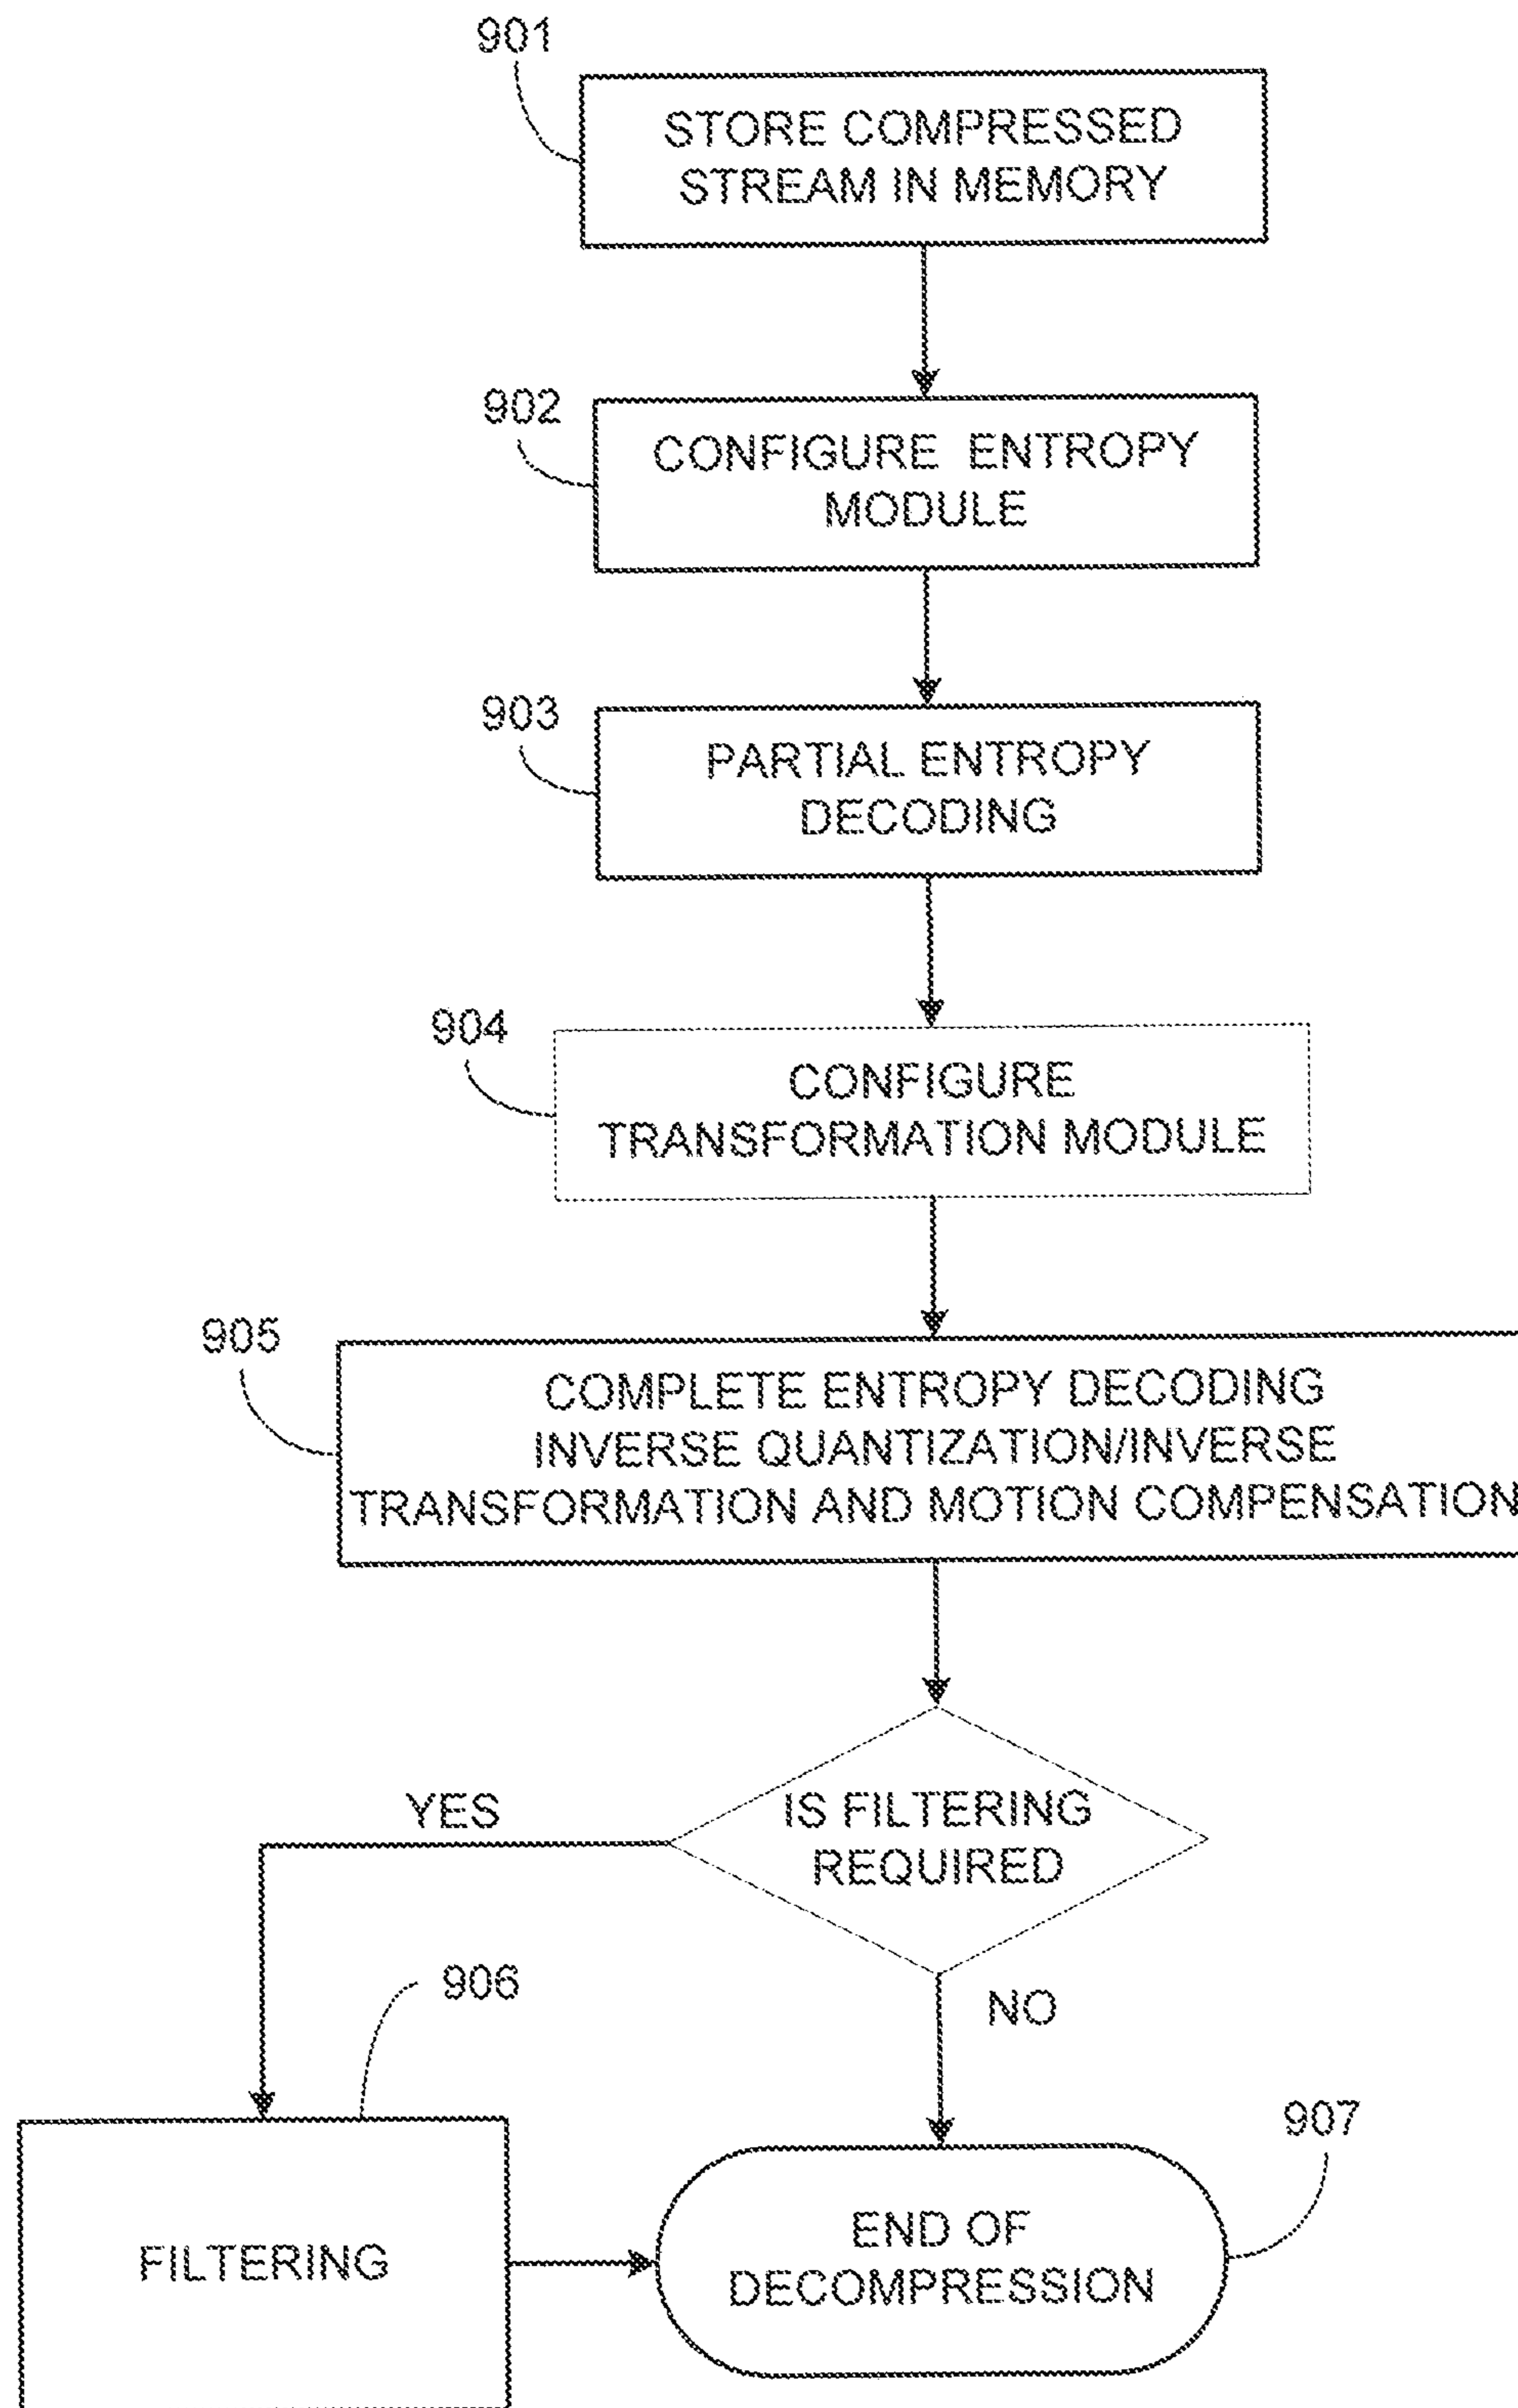 901
STORE COMPRESSED
STREAM IN MEMORY
902
CONFIGURE ENTROPY
MODULE
903
PARTIAL ENTROPY
DECODING
904
CONFIGURE
TRANSFORMATION MODULE
905
COMPLETE ENTROPY DECODING
INVERSE QUANTIZATION/INVERSE
TRANSFORMATION AND MOTION COMPENSATION
IS FILTERING
REQUIRED
YES
NO
906
FILTERING
907
END OF
DECOMPRESSION